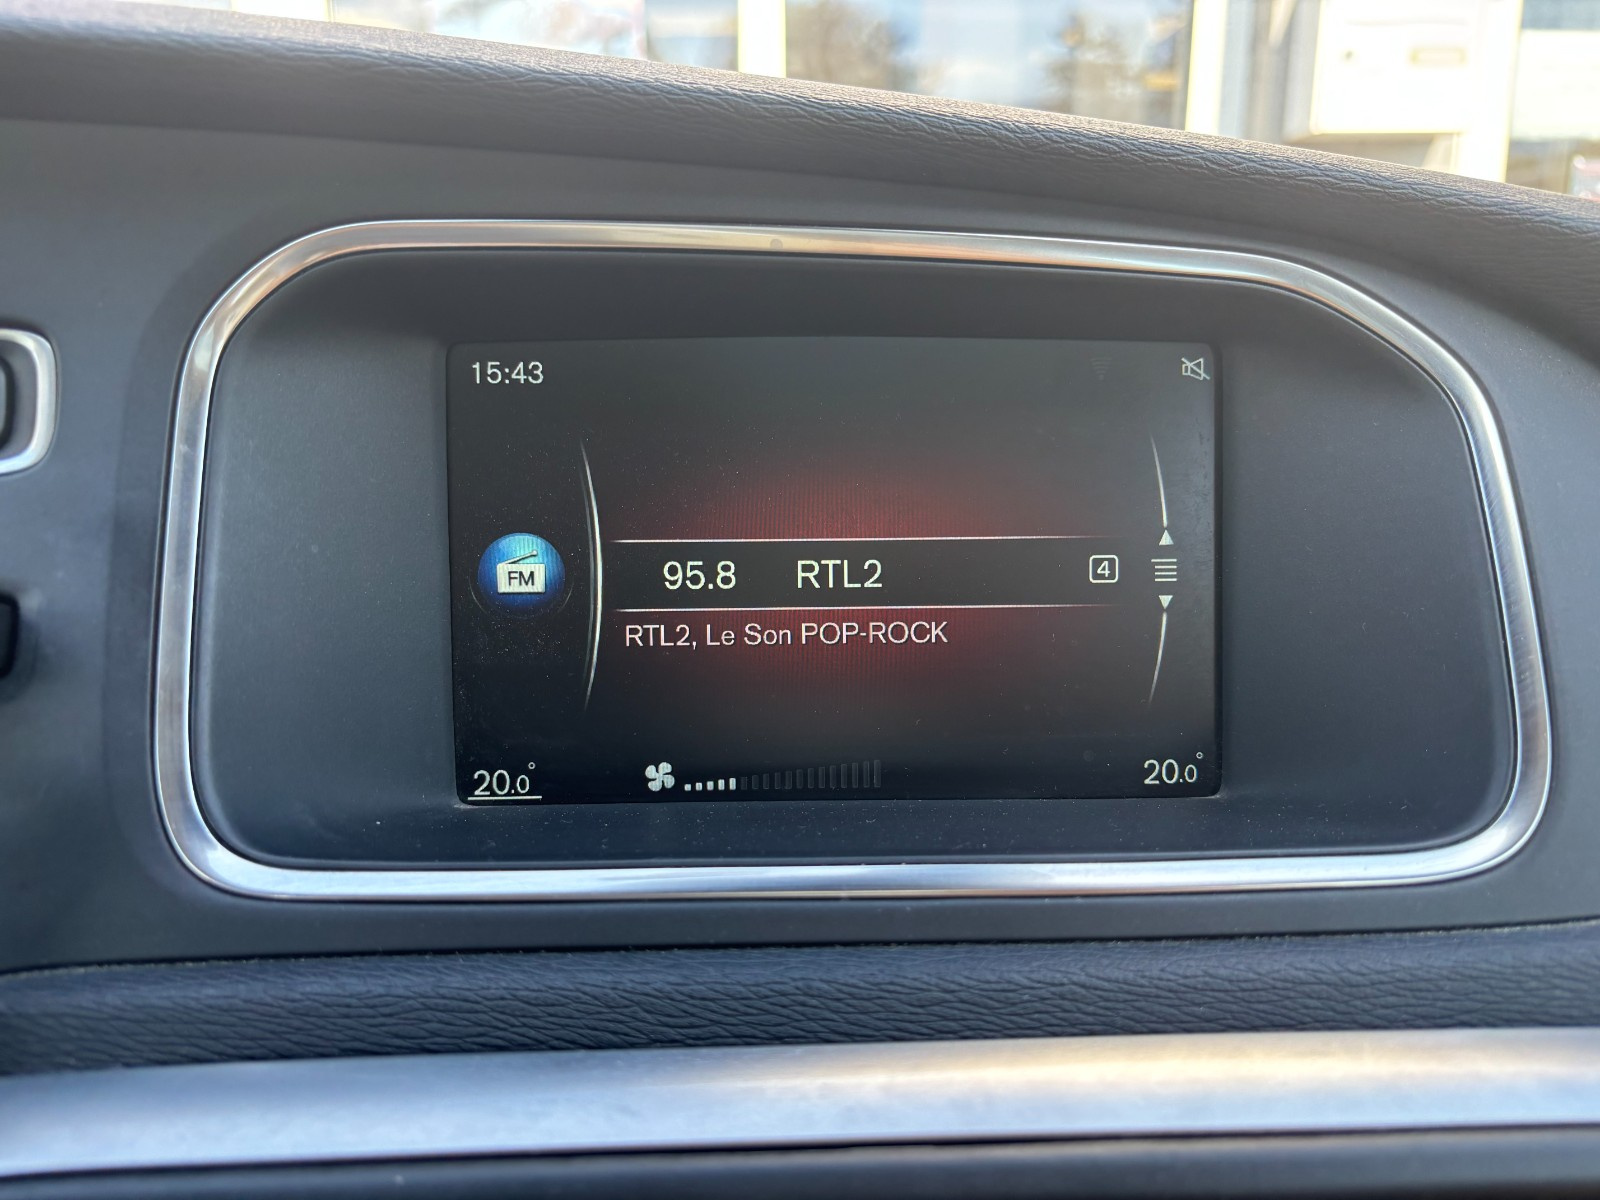 15:43
FM
95.8 RTL2 4
RTL2, Le Son POP-ROCK
20.0° 20.0°